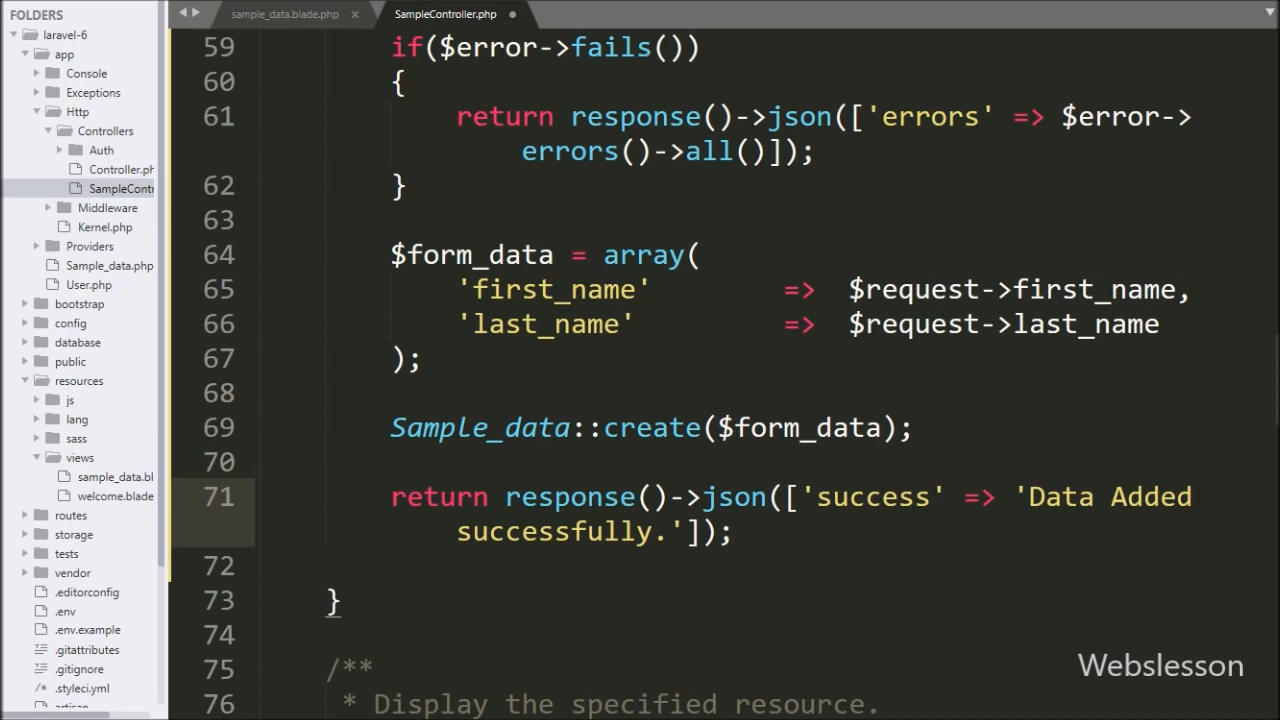 FOLDERS
laravel-6
app
Console
Exceptions
Http
Controllers
Auth
Controller.ph
SampleContr
Middleware
Kernel.php
Providers
Sample_data.php
User.php
bootstrap
config
database
public
resources
js
lang
sass
views
sample_data.bl
welcome.blade
routes
storage
tests
vendor
.editorconfig
.env
.env.example
.gitattributes
.gitignore
.styleci.yml
artisan
sample_data.blade.php
SampleController.php
59 if($error->fails())
60 {
61 return response()->json(['errors' => $error->
errors()->all()]);
62 }
63
64 $form_data = array(
65 'first_name' => $request->first_name,
66 'last_name' => $request->last_name
67 );
68
69 Sample_data::create($form_data);
70
71 return response()->json(['success' => 'Data Added
successfully.']);
72
73 }
74
75 /**
76 * Display the specified resource.
Webslesson